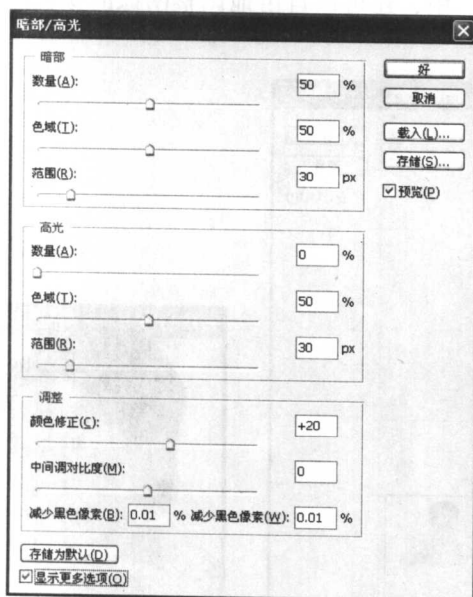 暗部/高光
暗部
数量(A):
50 %
色域(T):
50 %
范围(R):
30 px
好
取消
载入(L)...
存储(S)...
预览(P)
高光
数量(A):
0 %
色域(T):
50 %
范围(R):
30 px
调整
颜色修正(C):
+20
中间调对比度(M):
0
减少黑色像素(B): 0.01 % 减少黑色像素(W): 0.01 %
存储为默认(D)
显示更多选项(O)